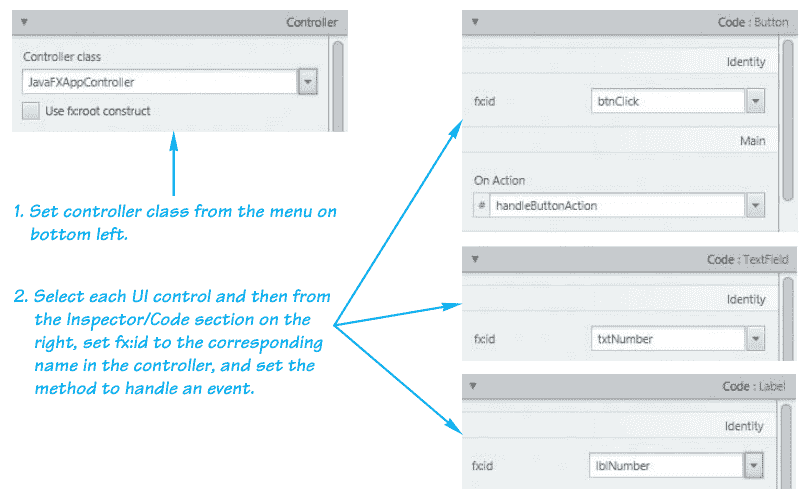 Controller
Controller class
JavaFXAppController
Use fx:root construct
1. Set controller class from the menu on
bottom left.
2. Select each UI control and then from
the Inspector/Code section on the
right, set fx:id to the corresponding
name in the controller, and set the
method to handle an event.
Code : Button
Identity
fx:id
btnClick
Main
On Action
# handleButtonAction
Code : TextField
Identity
fx:id
txtNumber
Code : Label
Identity
fx:id
lblNumber